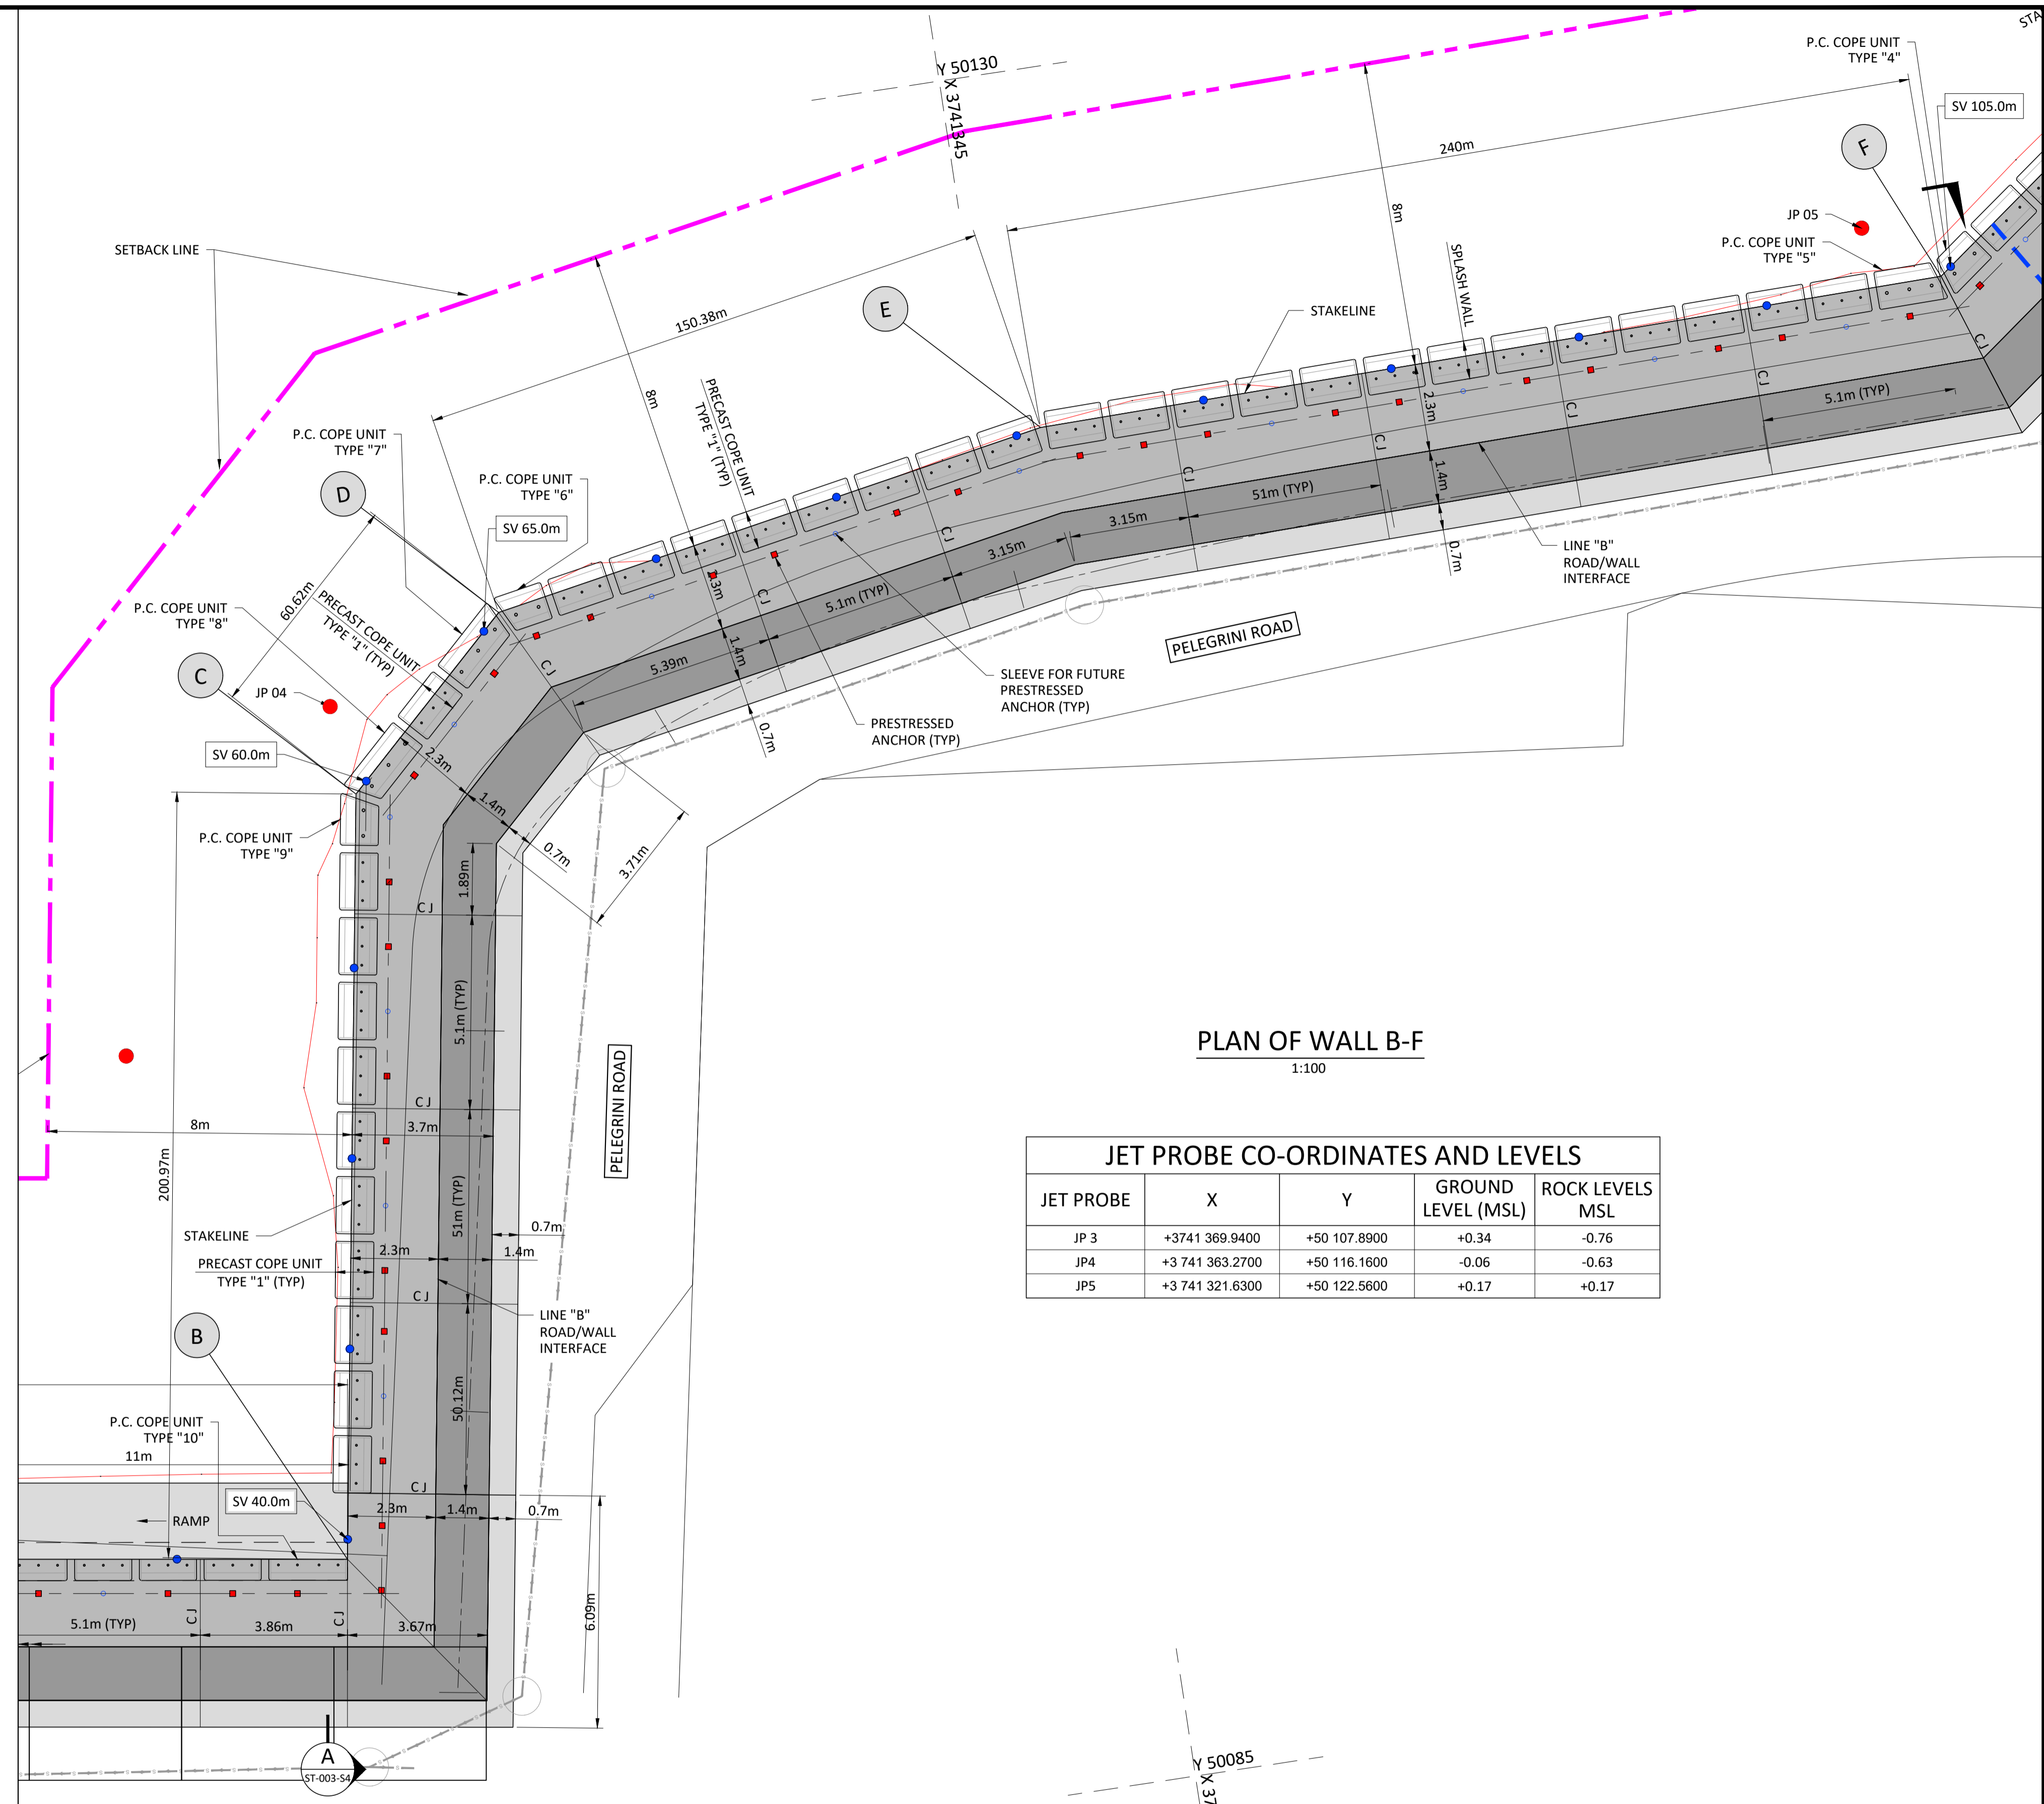 STA
P.C. COPE UNIT
TYPE "4"
SV 105.0m
Y 50130
X 3741345
240m
F
8m
JP 05
P.C. COPE UNIT
TYPE "5"
SETBACK LINE
SPLASH WALL
150.38m
E
STAKELINE
8m
PRECAST COPE UNIT
TYPE "1" (TYP)
P.C. COPE UNIT
TYPE "7"
D
P.C. COPE UNIT
TYPE "6"
SV 65.0m
C J
C J
C J
C J
C J
C J
C J
2.3m
1.4m
0.7m
5.1m (TYP)
51m (TYP)
3.15m
3.15m
5.1m (TYP)
5.39m
2.3m
1.4m
0.7m
LINE "B"
ROAD/WALL
INTERFACE
PELEGRINI ROAD
SLEEVE FOR FUTURE
PRESTRESSED
ANCHOR (TYP)
PRESTRESSED
ANCHOR (TYP)
60.62m
PRECAST COPE UNIT
TYPE "1" (TYP)
P.C. COPE UNIT
TYPE "8"
C
JP 04
SV 60.0m
2.3m
1.4m
0.7m
3.71m
P.C. COPE UNIT
TYPE "9"
1.89m
C J
5.1m (TYP)
C J
8m
3.7m
200.97m
PELEGRINI ROAD
51m (TYP)
STAKELINE
0.7m
2.3m
1.4m
PRECAST COPE UNIT
TYPE "1" (TYP)
C J
LINE "B"
ROAD/WALL
INTERFACE
B
50.12m
P.C. COPE UNIT
TYPE "10"
11m
C J
SV 40.0m
2.3m
1.4m
0.7m
RAMP
6.09m
5.1m (TYP)
C J
3.86m
C J
3.67m
A
ST-003-S4
PLAN OF WALL B-F
1:100
JET PROBE CO-ORDINATES AND LEVELS
JET PROBE X Y GROUND LEVEL (MSL) ROCK LEVELS MSL
JP 3 +3741 369.9400 +50 107.8900 +0.34 -0.76
JP4 +3 741 363.2700 +50 116.1600 -0.06 -0.63
JP5 +3 741 321.6300 +50 122.5600 +0.17 +0.17
Y 50085
X 37